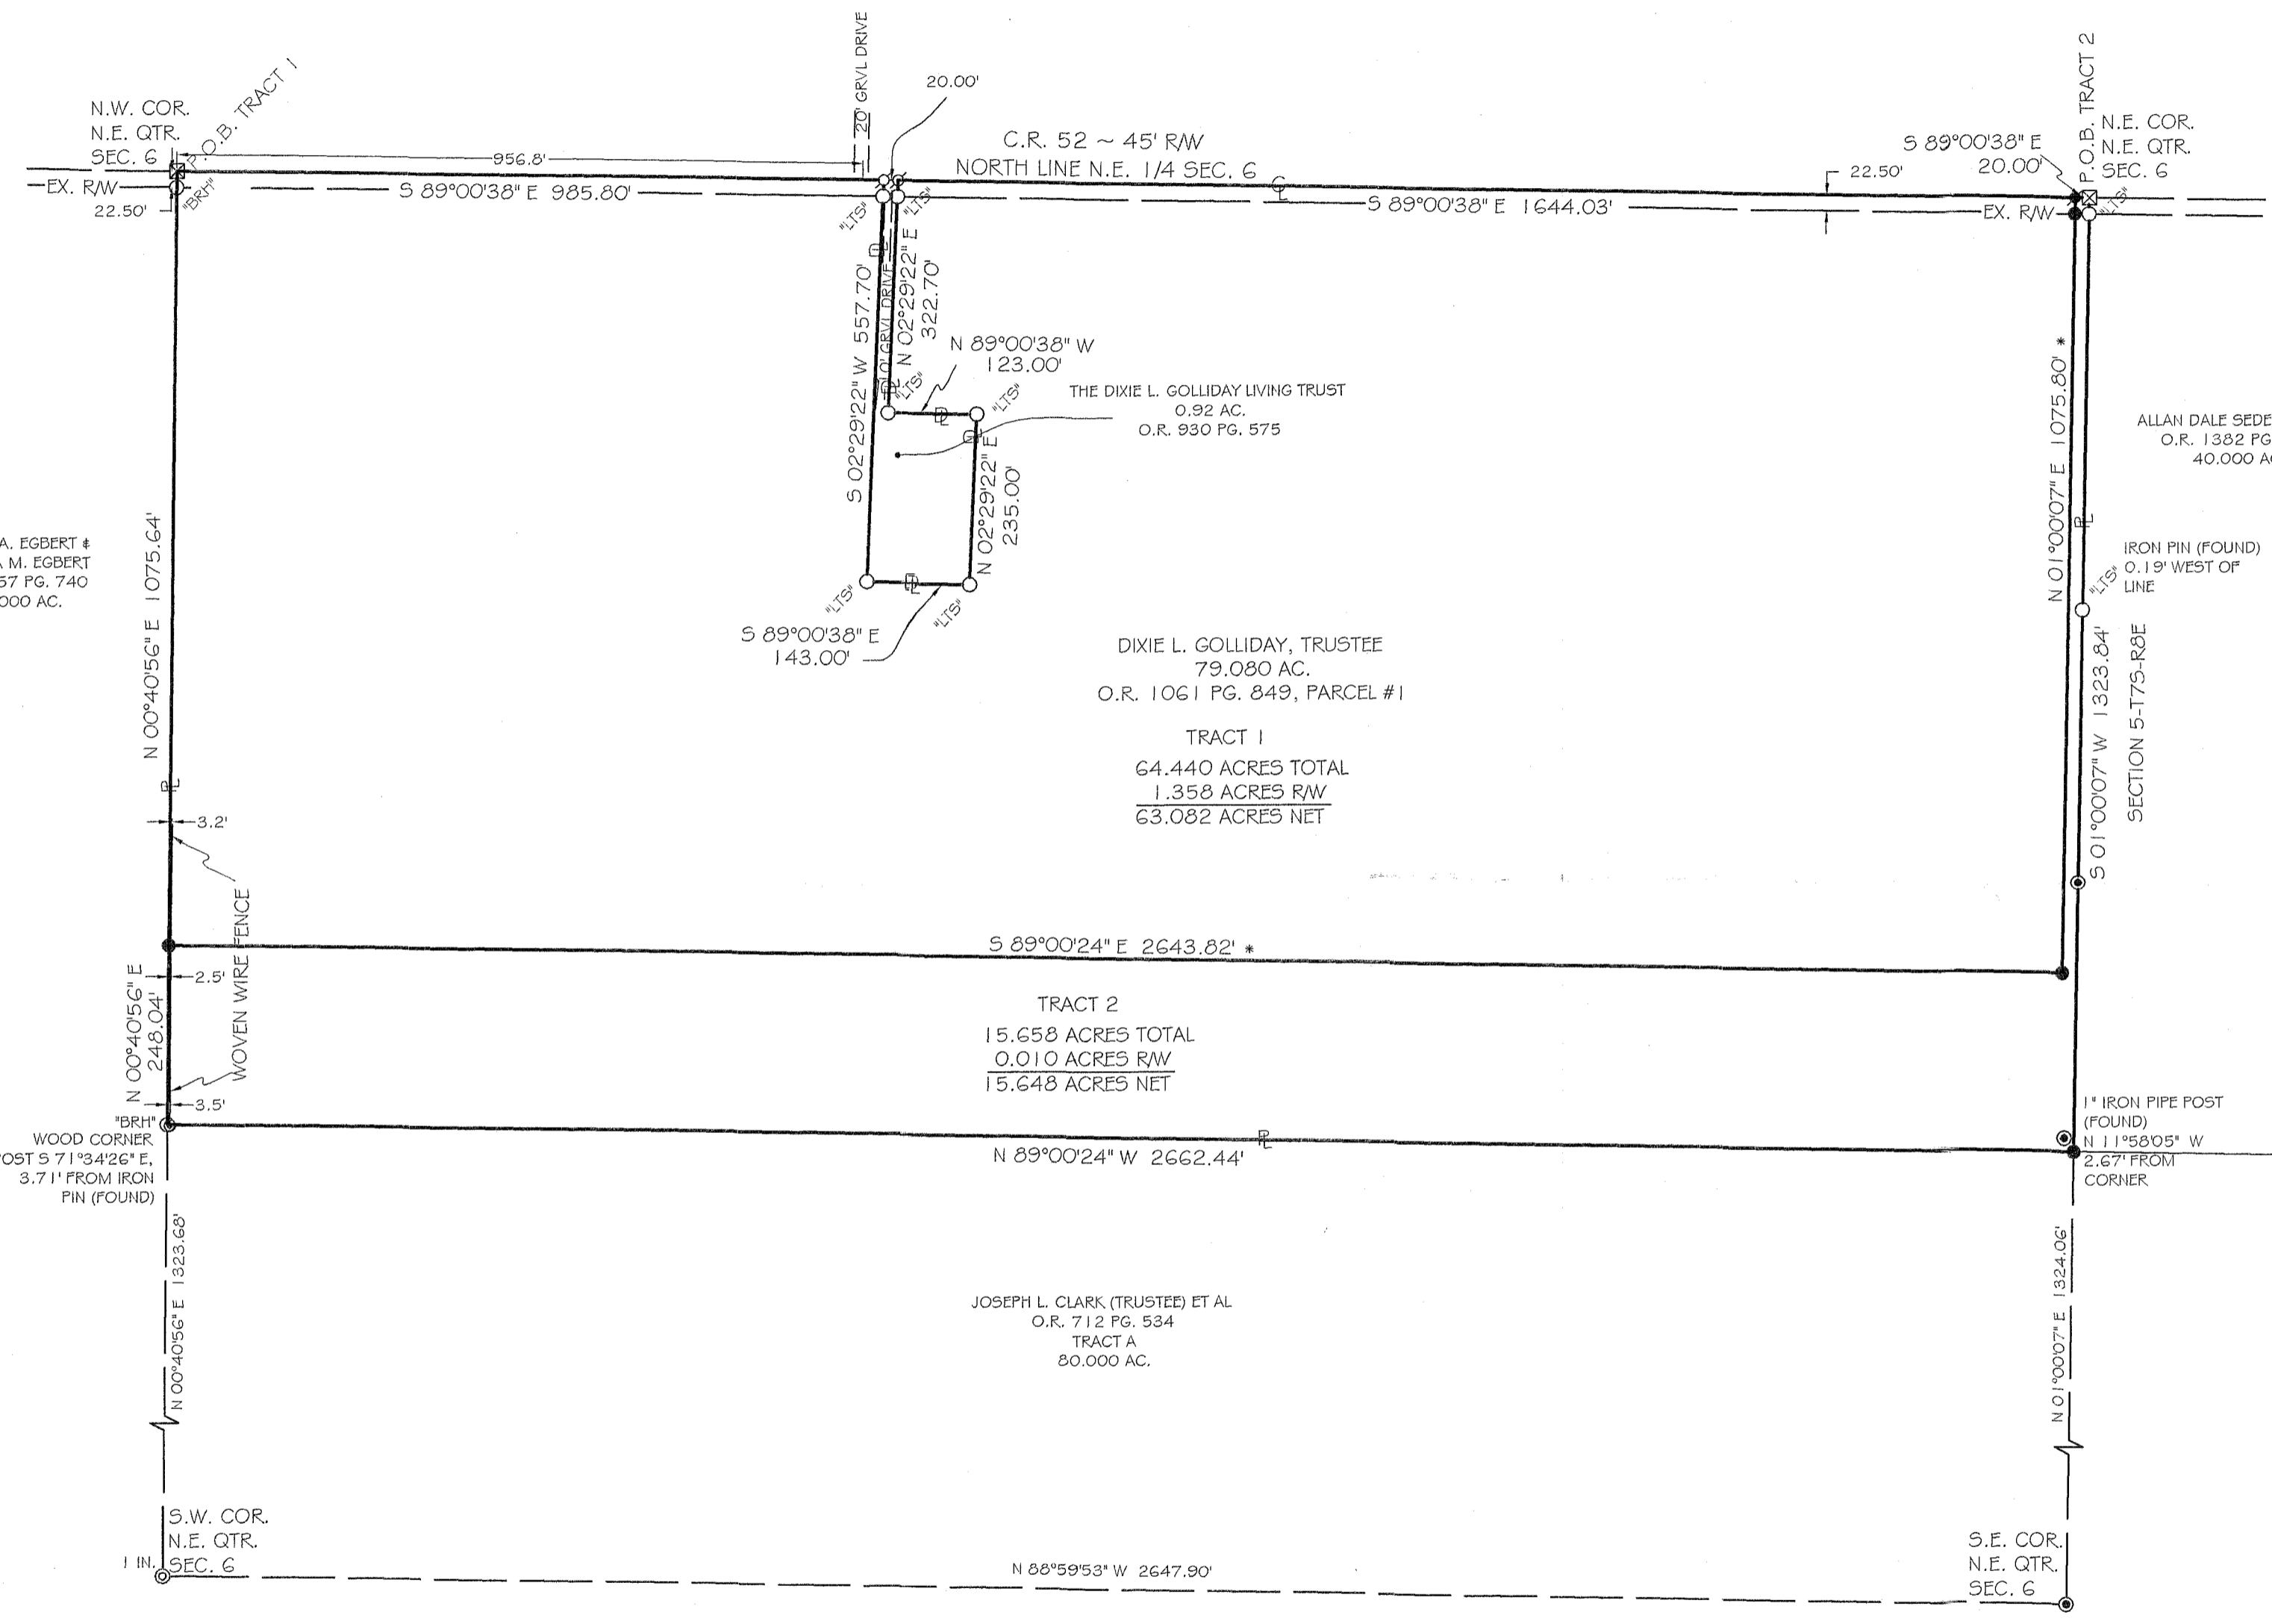 20' GRVL DRIVE
P.O.B. TRACT 1
P.O.B. TRACT 2
N.W. COR.
N.E. QTR.
SEC. 6
20.00'
C.R. 52 ~ 45' R/W
NORTH LINE N.E. 1/4 SEC. 6
956.8'
S 89°00'38" E
20.00'
N.E. COR.
N.E. QTR.
SEC. 6
22.50'
EX. R/W
22.50'
"BRH"
S 89°00'38" E 985.80'
"LTS"
"LTS"
S 89°00'38" E 1644.03'
EX. R/W
"LTS"
S 02°29'22" W 557.70'
20' GRVL DRIVE
N 02°29'22" E
322.70'
"LTS"
N 89°00'38" W
123.00'
"LTS"
THE DIXIE L. GOLLIDAY LIVING TRUST
0.92 AC.
O.R. 930 PG. 575
N 02°29'22" E
235.00'
"LTS"
"LTS"
S 89°00'38" E
143.00'
N 01°00'07" E 1075.80' *
ALLAN DALE SEDE
O.R. 1382 PG
40.000 A
IRON PIN (FOUND)
0.19' WEST OF
LINE
"LTS"
S 01°00'07" W 1323.84'
SECTION 5-T7S-R8E
A. EGBERT &
M. EGBERT
57 PG. 740
000 AC.
N 00°40'56" E 1075.64'
DIXIE L. GOLLIDAY, TRUSTEE
79.080 AC.
O.R. 1061 PG. 849, PARCEL #1
TRACT 1
64.440 ACRES TOTAL
1.358 ACRES R/W
63.082 ACRES NET
3.2'
WOVEN WIRE FENCE
S 89°00'24" E 2643.82' *
2.5'
N 00°40'56" E
248.04'
TRACT 2
15.658 ACRES TOTAL
0.010 ACRES R/W
15.648 ACRES NET
3.5'
"BRH"
WOOD CORNER
OST S 71°34'26" E,
3.71' FROM IRON
PIN (FOUND)
N 89°00'24" W 2662.44'
1" IRON PIPE POST
(FOUND)
N 11°58'05" W
2.67' FROM
CORNER
N 00°40'56" E 1323.68'
N 01°00'07" E 1324.06'
JOSEPH L. CLARK (TRUSTEE) ET AL
O.R. 712 PG. 534
TRACT A
80.000 AC.
S.W. COR.
N.E. QTR.
SEC. 6
1 IN.
N 88°59'53" W 2647.90'
S.E. COR.
N.E. QTR.
SEC. 6